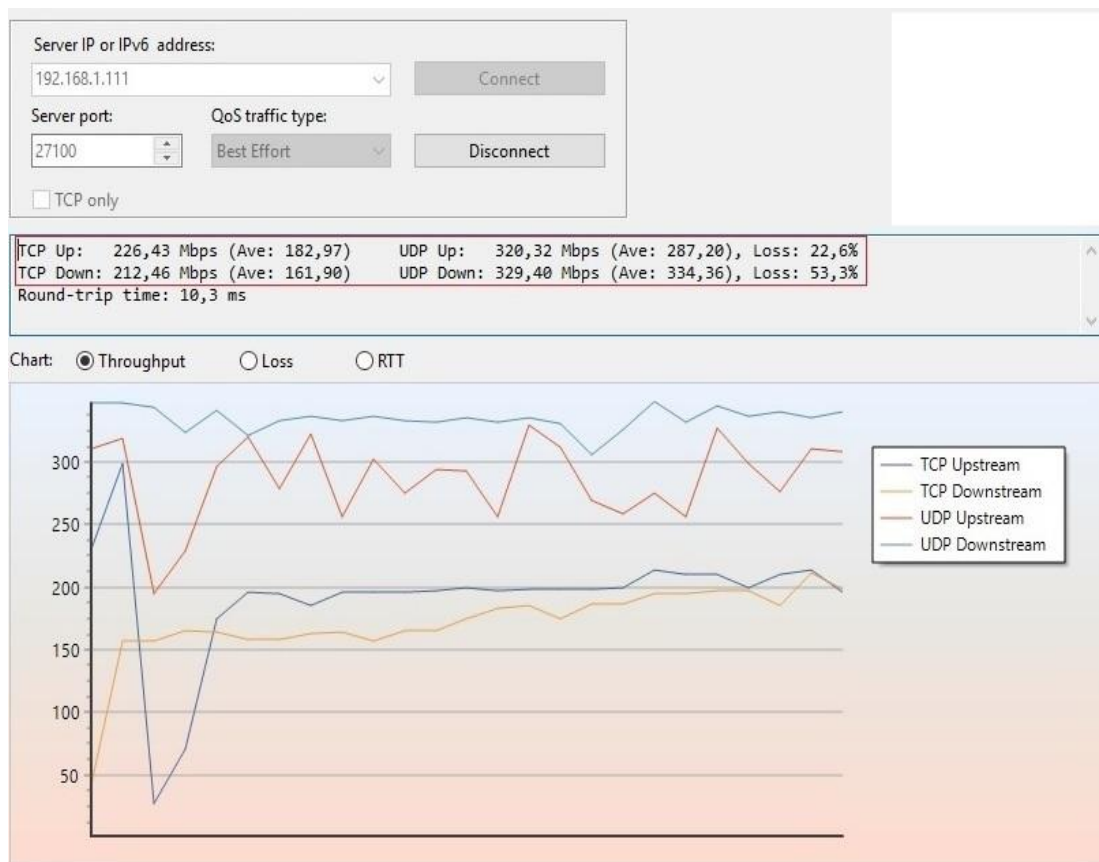 Server IP or IPv6 address:
192.168.1.111
Connect
Server port:
QoS traffic type:
27100
Best Effort
Disconnect
TCP only
TCP Up: 226,43 Mbps (Ave: 182,97) UDP Up: 320,32 Mbps (Ave: 287,20), Loss: 22,6%
TCP Down: 212,46 Mbps (Ave: 161,90) UDP Down: 329,40 Mbps (Ave: 334,36), Loss: 53,3%
Round-trip time: 10,3 ms
Chart: Throughput Loss RTT
300
250
200
150
100
50
TCP Upstream
TCP Downstream
UDP Upstream
UDP Downstream